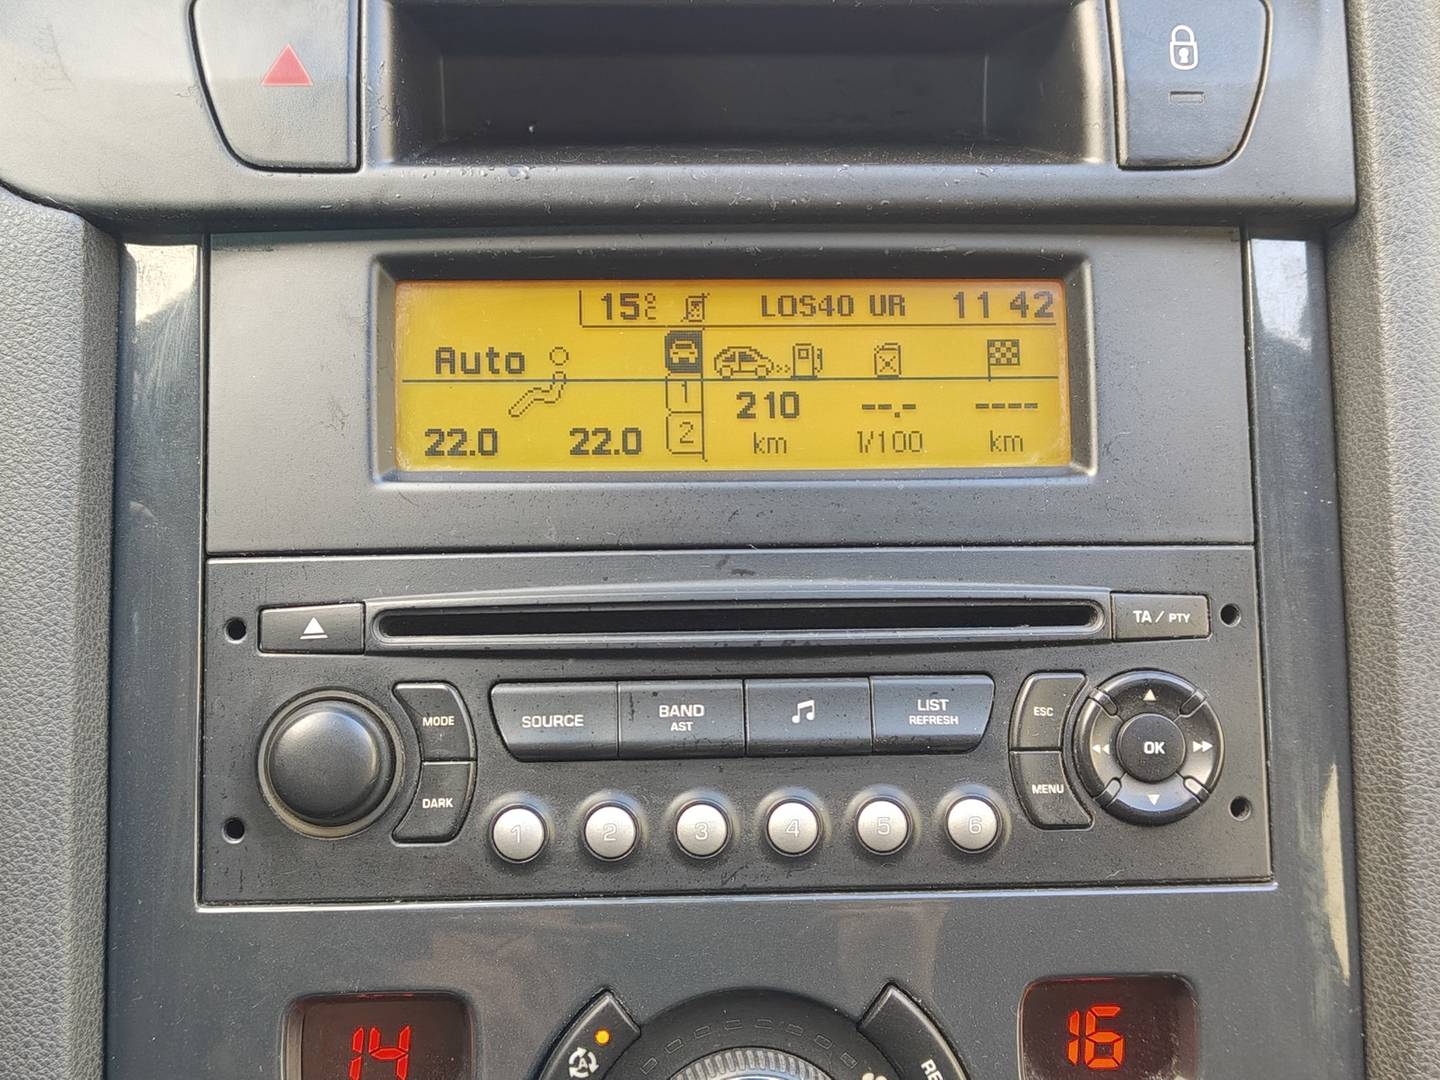 15°C LOS40 UR 11 42
Auto
1
210 --.- ----
22.0 22.0 2 km l/100 km
TA / PTY
MODE SOURCE BAND AST LIST REFRESH ESC OK
DARK MENU
1 2 3 4 5 6
14 A 16